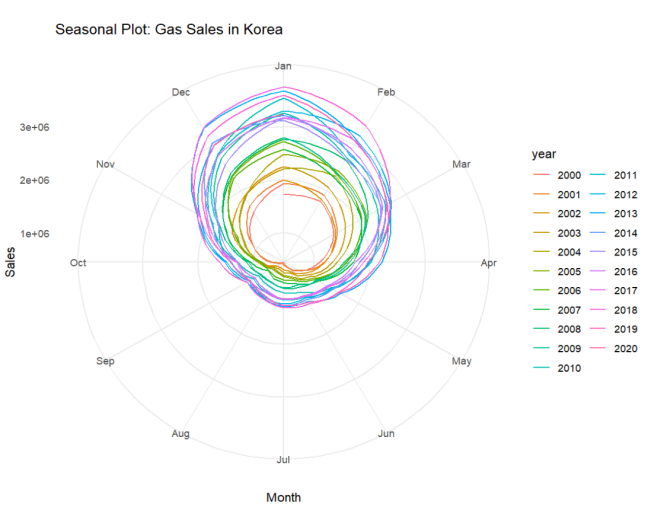 Seasonal Plot: Gas Sales in Korea
Jan
Dec
Feb
3e+06
Nov
Mar
2e+06
1e+06
Oct
Apr
Sep
May
Aug
Jun
Jul
Sales
Month
year
2000 2011
2001 2012
2002 2013
2003 2014
2004 2015
2005 2016
2006 2017
2007 2018
2008 2019
2009 2020
2010